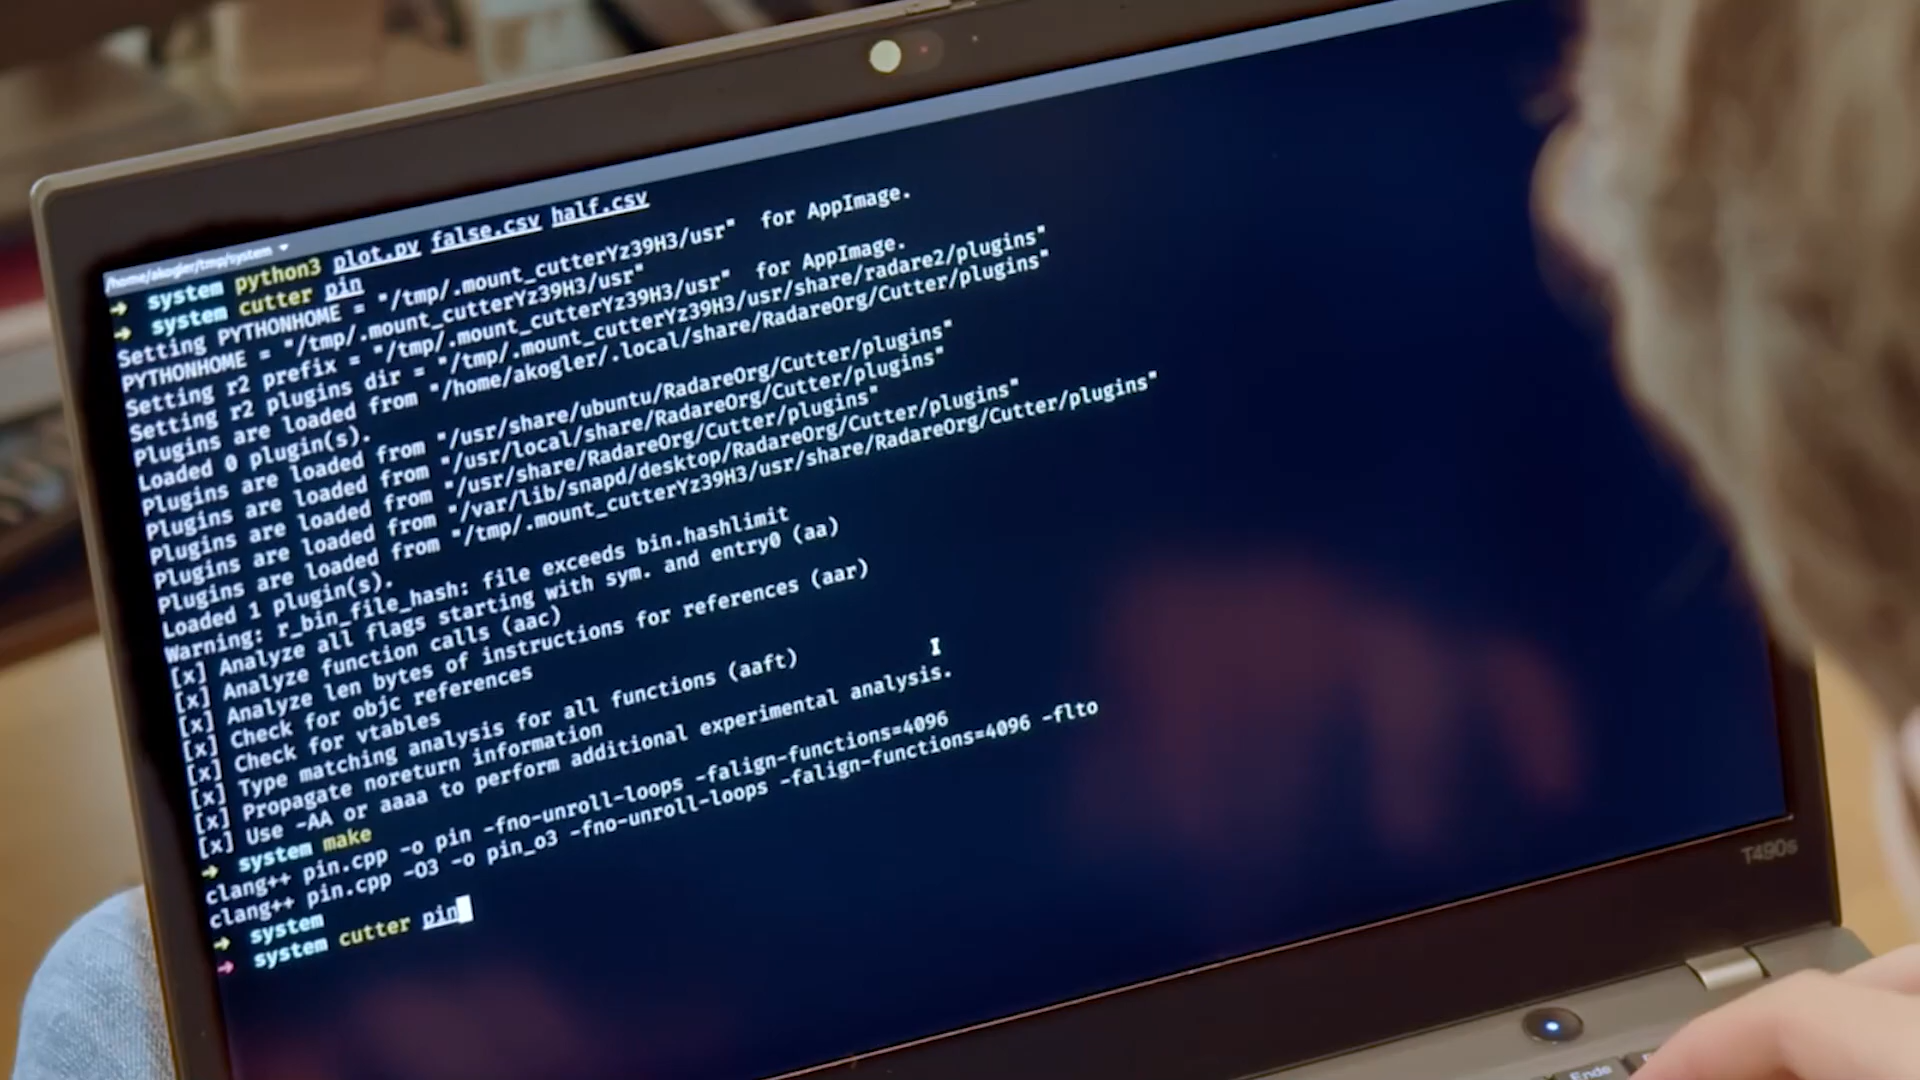 /home/akogler/tmp/system
→ system python3 plot.py false.csv half.csv
→ system cutter pin
Setting PYTHONHOME = "/tmp/.mount_cutterYz39H3/usr" for AppImage.
PYTHONHOME = "/tmp/.mount_cutterYz39H3/usr"
Setting r2 prefix = "/tmp/.mount_cutterYz39H3/usr" for AppImage.
Setting r2 plugins dir = "/tmp/.mount_cutterYz39H3/usr/share/radare2/plugins"
Plugins are loaded from "/home/akogler/.local/share/RadareOrg/Cutter/plugins"
Loaded 0 plugin(s).
Plugins are loaded from "/usr/share/ubuntu/RadareOrg/Cutter/plugins"
Plugins are loaded from "/usr/local/share/RadareOrg/Cutter/plugins"
Plugins are loaded from "/usr/share/RadareOrg/Cutter/plugins"
Plugins are loaded from "/var/lib/snapd/desktop/RadareOrg/Cutter/plugins"
Plugins are loaded from "/tmp/.mount_cutterYz39H3/usr/share/RadareOrg/Cutter/plugins"
Loaded 1 plugin(s).
Warning: r_bin_file_hash: file exceeds bin.hashlimit
[x] Analyze all flags starting with sym. and entry0 (aa)
[x] Analyze function calls (aac)
[x] Analyze len bytes of instructions for references (aar)
[x] Check for objc references
[x] Check for vtables
[x] Type matching analysis for all functions (aaft)
[x] Propagate noreturn information
[x] Use -AA or aaaa to perform additional experimental analysis.
→ system make
clang++ pin.cpp -o pin -fno-unroll-loops -falign-functions=4096
clang++ pin.cpp -O3 -o pin_o3 -fno-unroll-loops -falign-functions=4096 -flto
→ system
→ system cutter pin
T490s
Ende